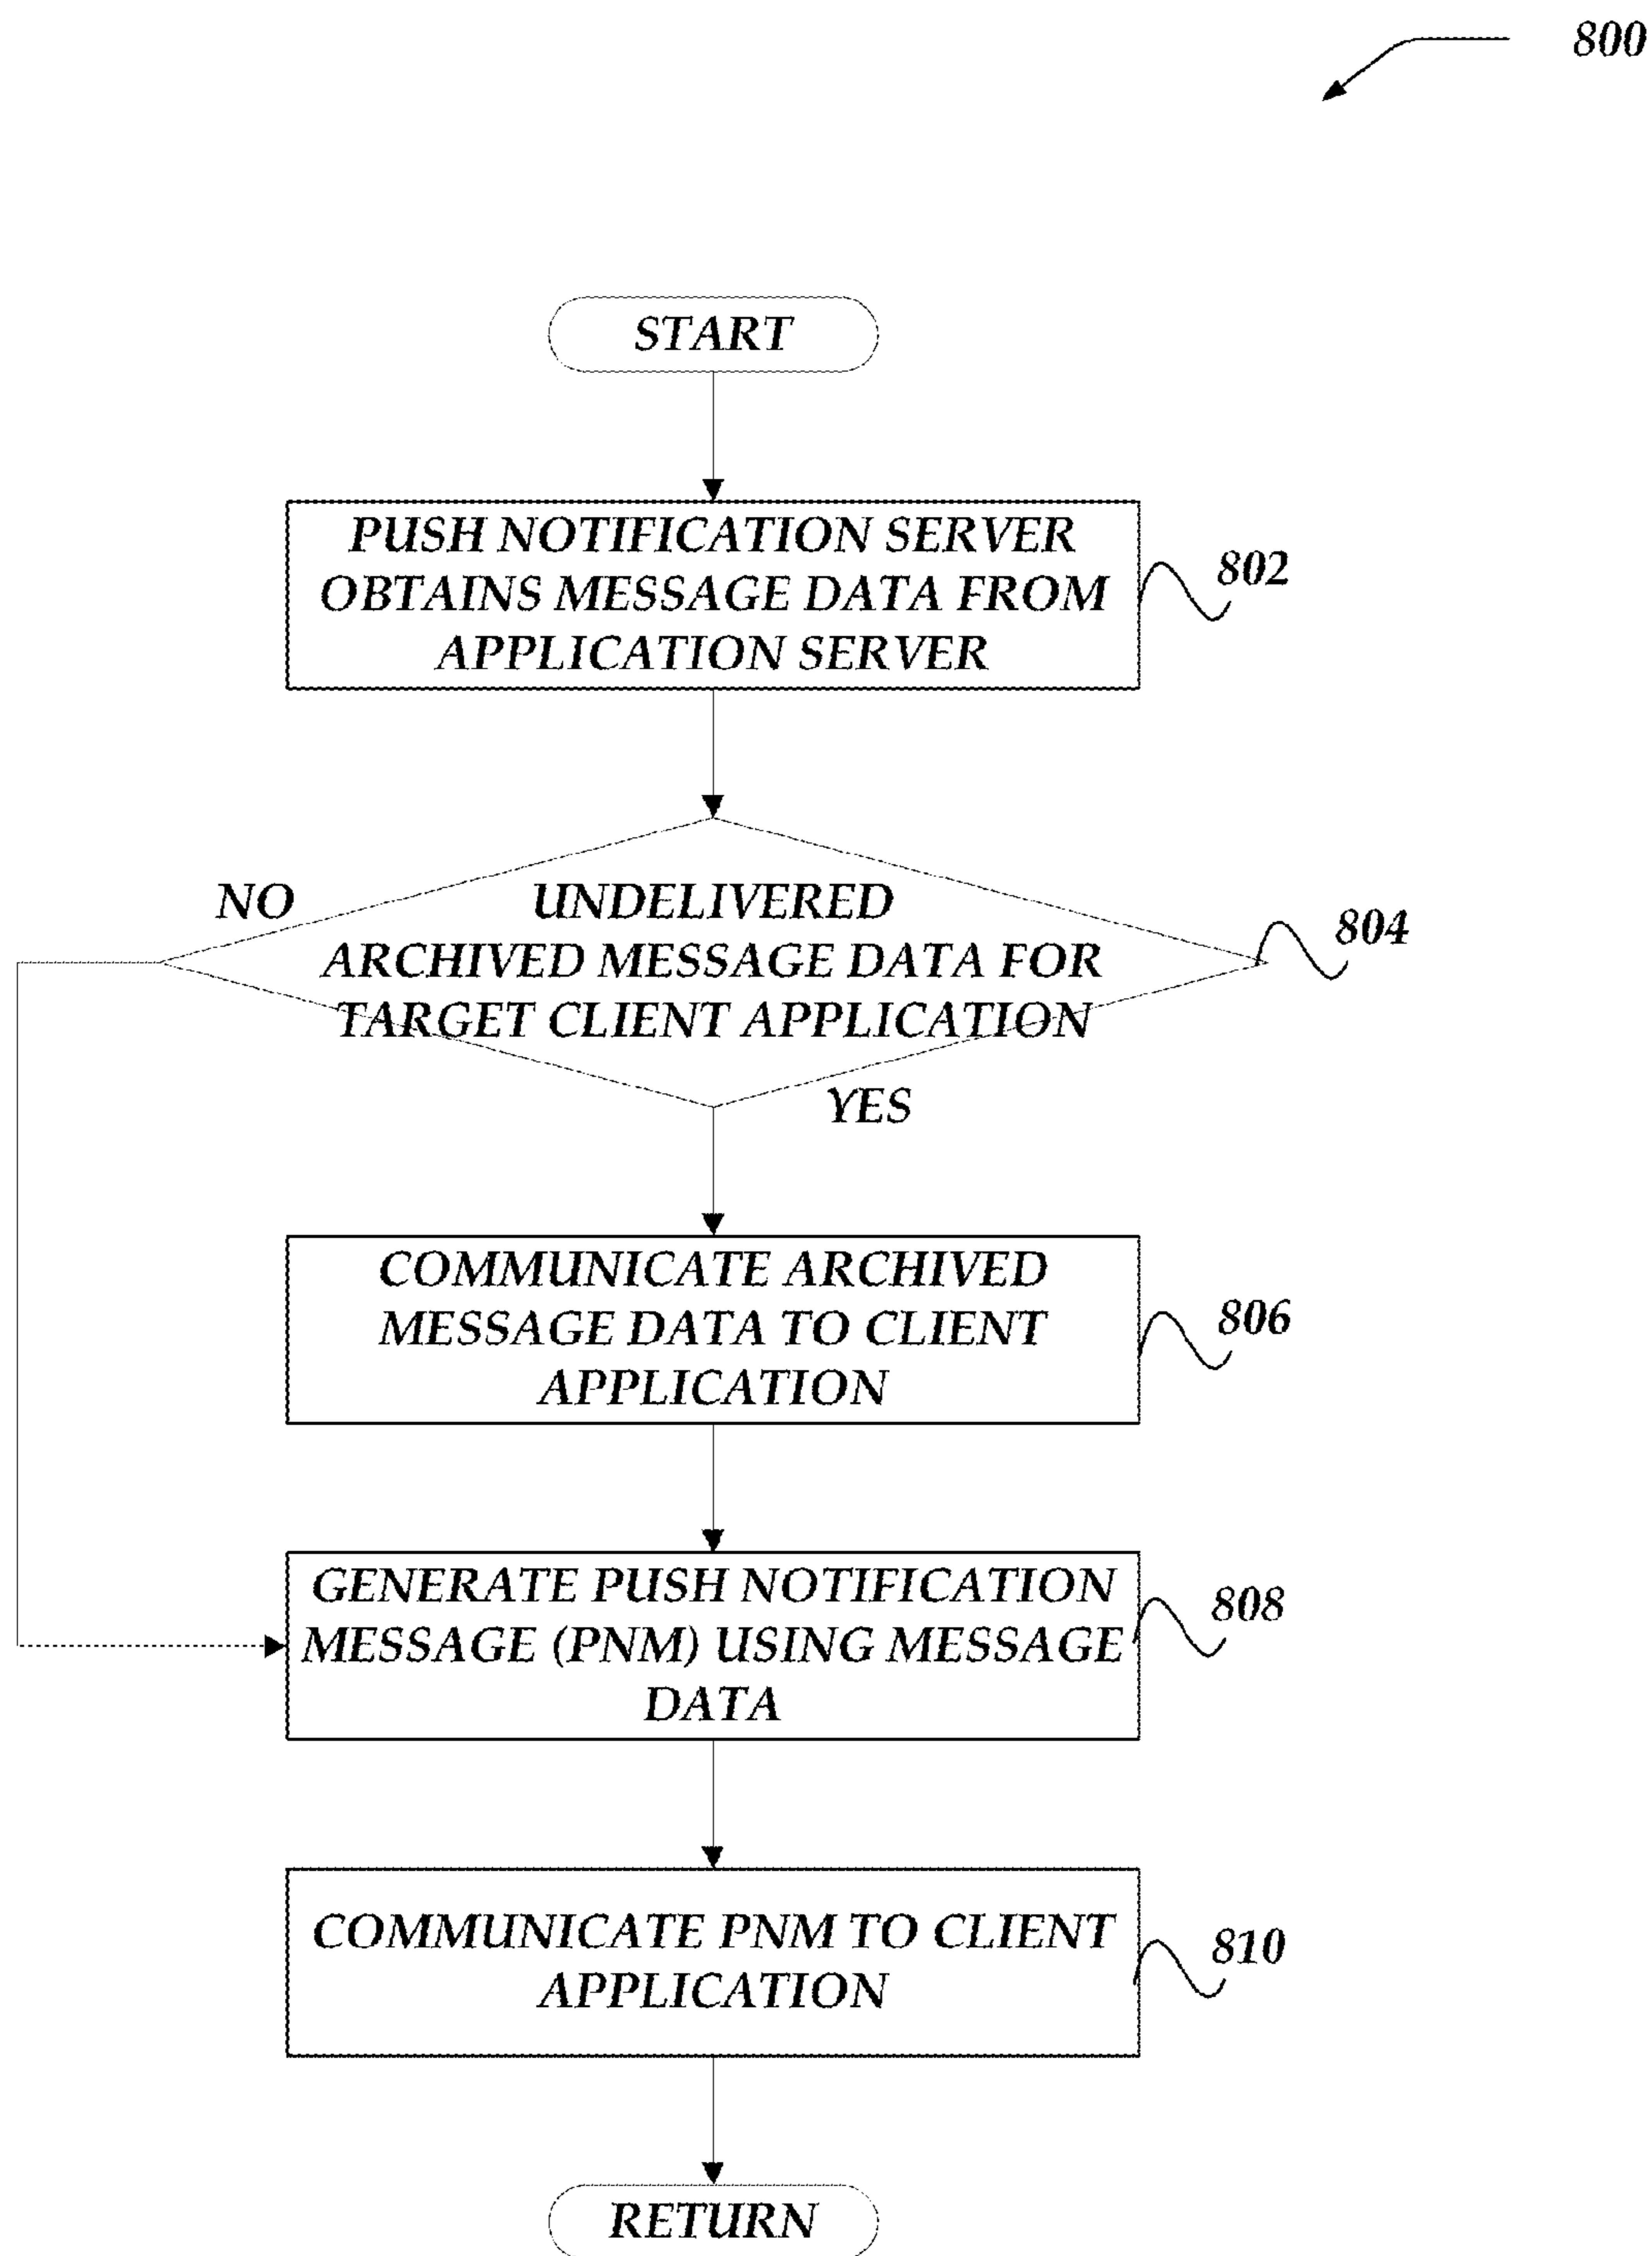 800
START
PUSH NOTIFICATION SERVER
OBTAINS MESSAGE DATA FROM
APPLICATION SERVER
802
NO
UNDELIVERED
ARCHIVED MESSAGE DATA FOR
TARGET CLIENT APPLICATION
804
YES
COMMUNICATE ARCHIVED
MESSAGE DATA TO CLIENT
APPLICATION
806
GENERATE PUSH NOTIFICATION
MESSAGE (PNM) USING MESSAGE
DATA
808
COMMUNICATE PNM TO CLIENT
APPLICATION
810
RETURN